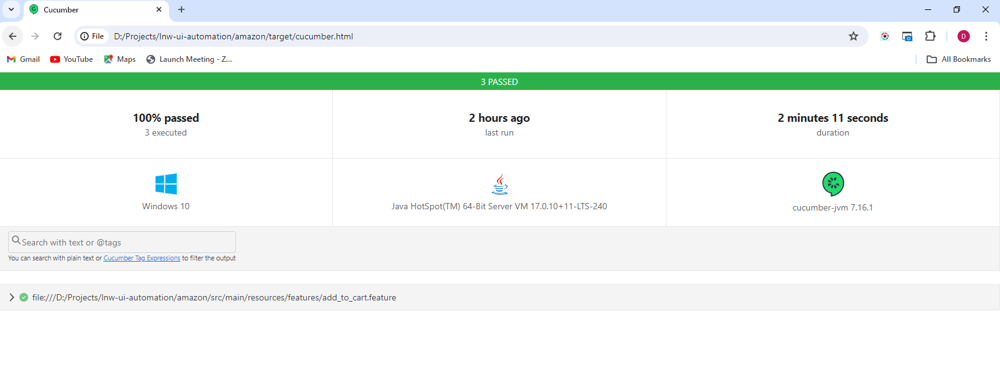 Cucumber
File
D:/Projects/lnw-ui-automation/amazon/target/cucumber.html
D
Gmail
YouTube
Maps
Launch Meeting - Z...
All Bookmarks
3 PASSED
100% passed
3 executed
2 hours ago
last run
2 minutes 11 seconds
duration
Windows 10
Java HotSpot(TM) 64-Bit Server VM 17.0.10+11-LTS-240
cucumber-jvm 7.16.1
Search with text or @tags
You can search with plain text or Cucumber Tag Expressions to filter the output
file:///D:/Projects/lnw-ui-automation/amazon/src/main/resources/features/add_to_cart.feature